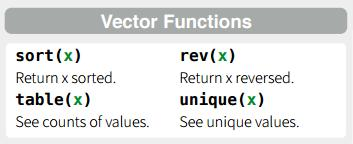 Vector Functions
sort(x) rev(x)
Return x sorted. Return x reversed.
table(x) unique(x)
See counts of values. See unique values.